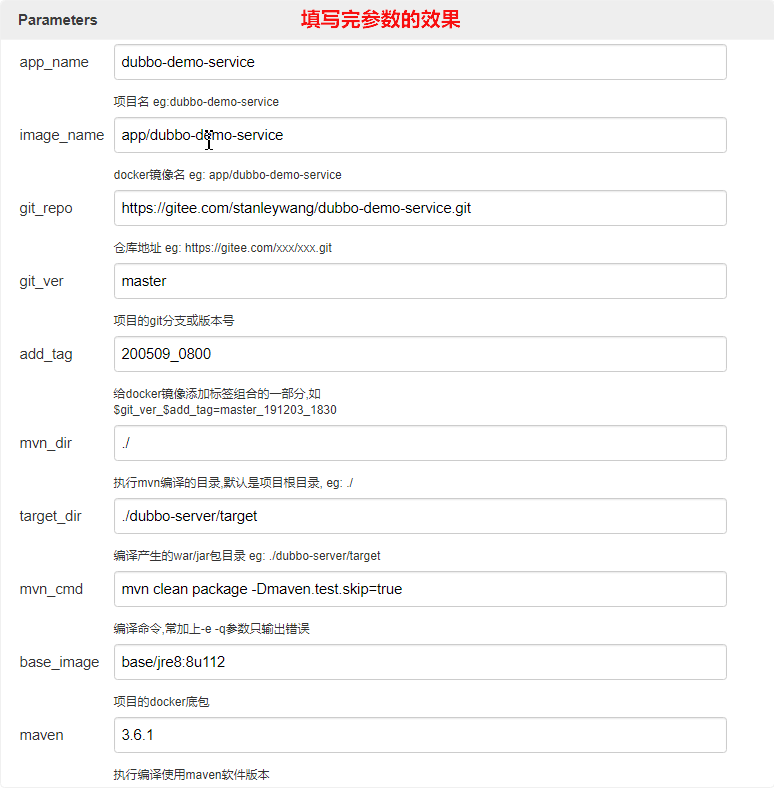 Parameters
填写完参数的效果
app_name
dubbo-demo-service
项目名 eg:dubbo-demo-service
image_name
app/dubbo-demo-service
docker镜像名 eg: app/dubbo-demo-service
git_repo
https://gitee.com/stanleywang/dubbo-demo-service.git
仓库地址 eg: https://gitee.com/xxx/xxx.git
git_ver
master
项目的git分支或版本号
add_tag
200509_0800
给docker镜像添加标签组合的一部分,如
$git_ver_$add_tag=master_191203_1830
mvn_dir
./
执行mvn编译的目录,默认是项目根目录, eg: ./
target_dir
./dubbo-server/target
编译产生的war/jar包目录 eg: ./dubbo-server/target
mvn_cmd
mvn clean package -Dmaven.test.skip=true
编译命令,常加上-e -q参数只输出错误
base_image
base/jre8:8u112
项目的docker底包
maven
3.6.1
执行编译使用maven软件版本